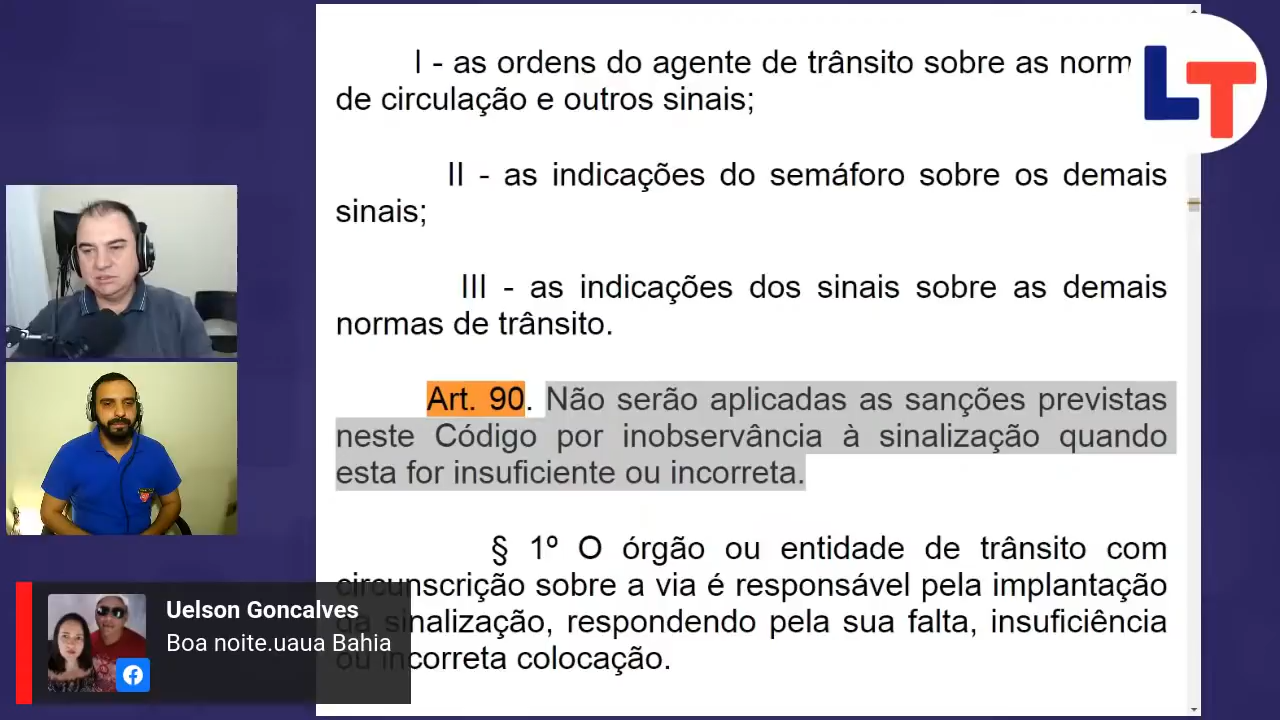 I - as ordens do agente de trânsito sobre as norm
de circulação e outros sinais;
LT
II - as indicações do semáforo sobre os demais
sinais;
III - as indicações dos sinais sobre as demais
normas de trânsito.
Art. 90. Não serão aplicadas as sanções previstas
neste Código por inobservância à sinalização quando
esta for insuficiente ou incorreta.
§ 1º O órgão ou entidade de trânsito com
circunscrição sobre a via é responsável pela implantação
da sinalização, respondendo pela sua falta, insuficiência
ou incorreta colocação.
Uelson Goncalves
Boa noite.uaua Bahia